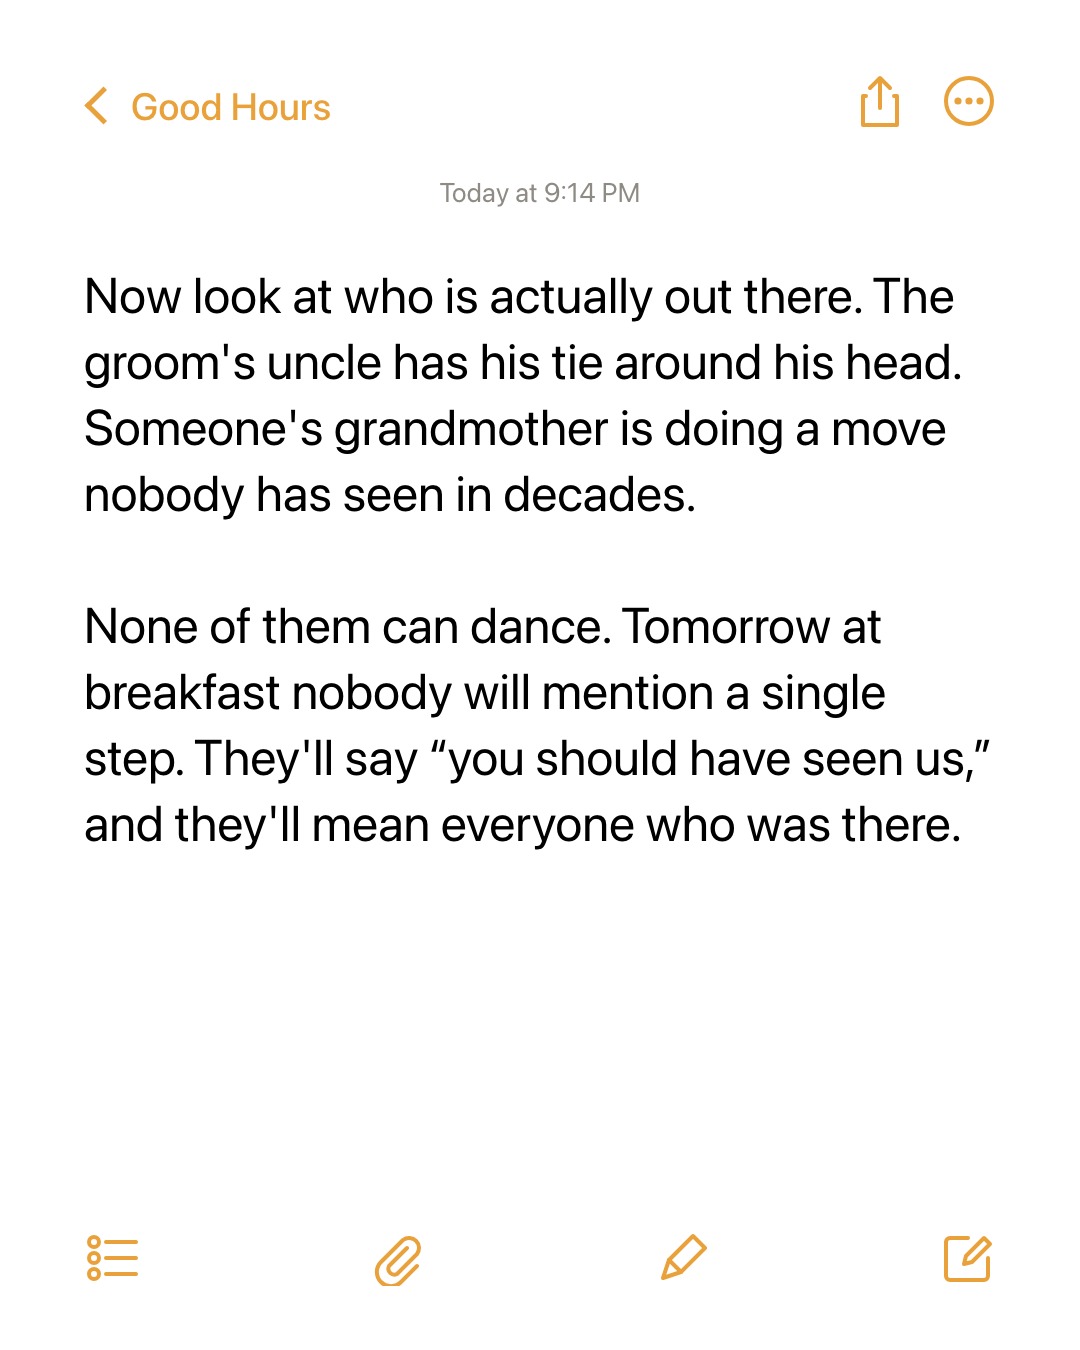 Good Hours
Today at 9:14 PM
Now look at who is actually out there. The
groom's uncle has his tie around his head.
Someone's grandmother is doing a move
nobody has seen in decades.
None of them can dance. Tomorrow at
breakfast nobody will mention a single
step. They'll say “you should have seen us,”
and they'll mean everyone who was there.